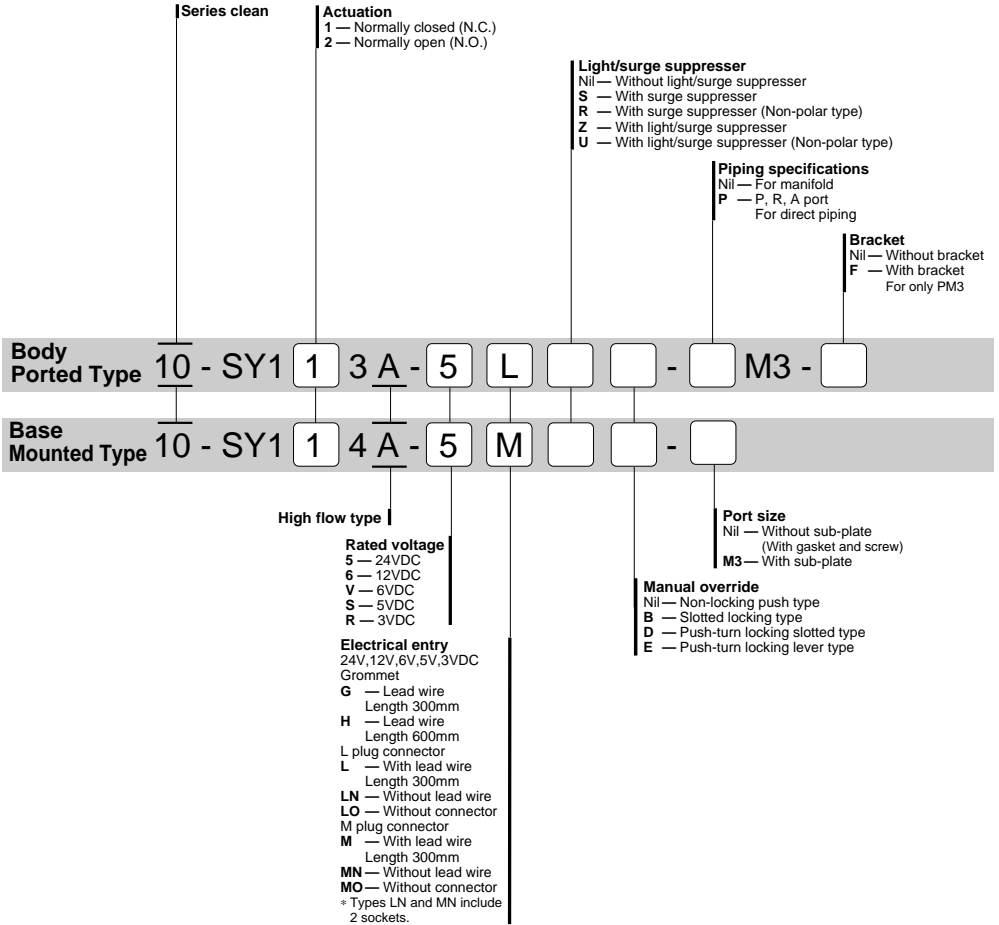 Series clean
Actuation
1 — Normally closed (N.C.)
2 — Normally open (N.O.)
Light/surge suppresser
Nil — Without light/surge suppresser
S — With surge suppresser
R — With surge suppresser (Non-polar type)
Z — With light/surge suppresser
U — With light/surge suppresser (Non-polar type)
Piping specifications
Nil — For manifold
P — P, R, A port
For direct piping
Bracket
Nil — Without bracket
F — With bracket
For only PM3
Body
Ported Type 10 - SY1 1 3 A - 5 L - M3 -
Base
Mounted Type 10 - SY1 1 4 A - 5 M -
High flow type
Rated voltage
5 — 24VDC
6 — 12VDC
V — 6VDC
S — 5VDC
R — 3VDC
Electrical entry
24V,12V,6V,5V,3VDC
Grommet
G — Lead wire
Length 300mm
H — Lead wire
Length 600mm
L plug connector
L — With lead wire
Length 300mm
LN — Without lead wire
LO — Without connector
M plug connector
M — With lead wire
Length 300mm
MN — Without lead wire
MO — Without connector
* Types LN and MN include
2 sockets.
Port size
Nil — Without sub-plate
(With gasket and screw)
M3 — With sub-plate
Manual override
Nil — Non-locking push type
B — Slotted locking type
D — Push-turn locking slotted type
E — Push-turn locking lever type